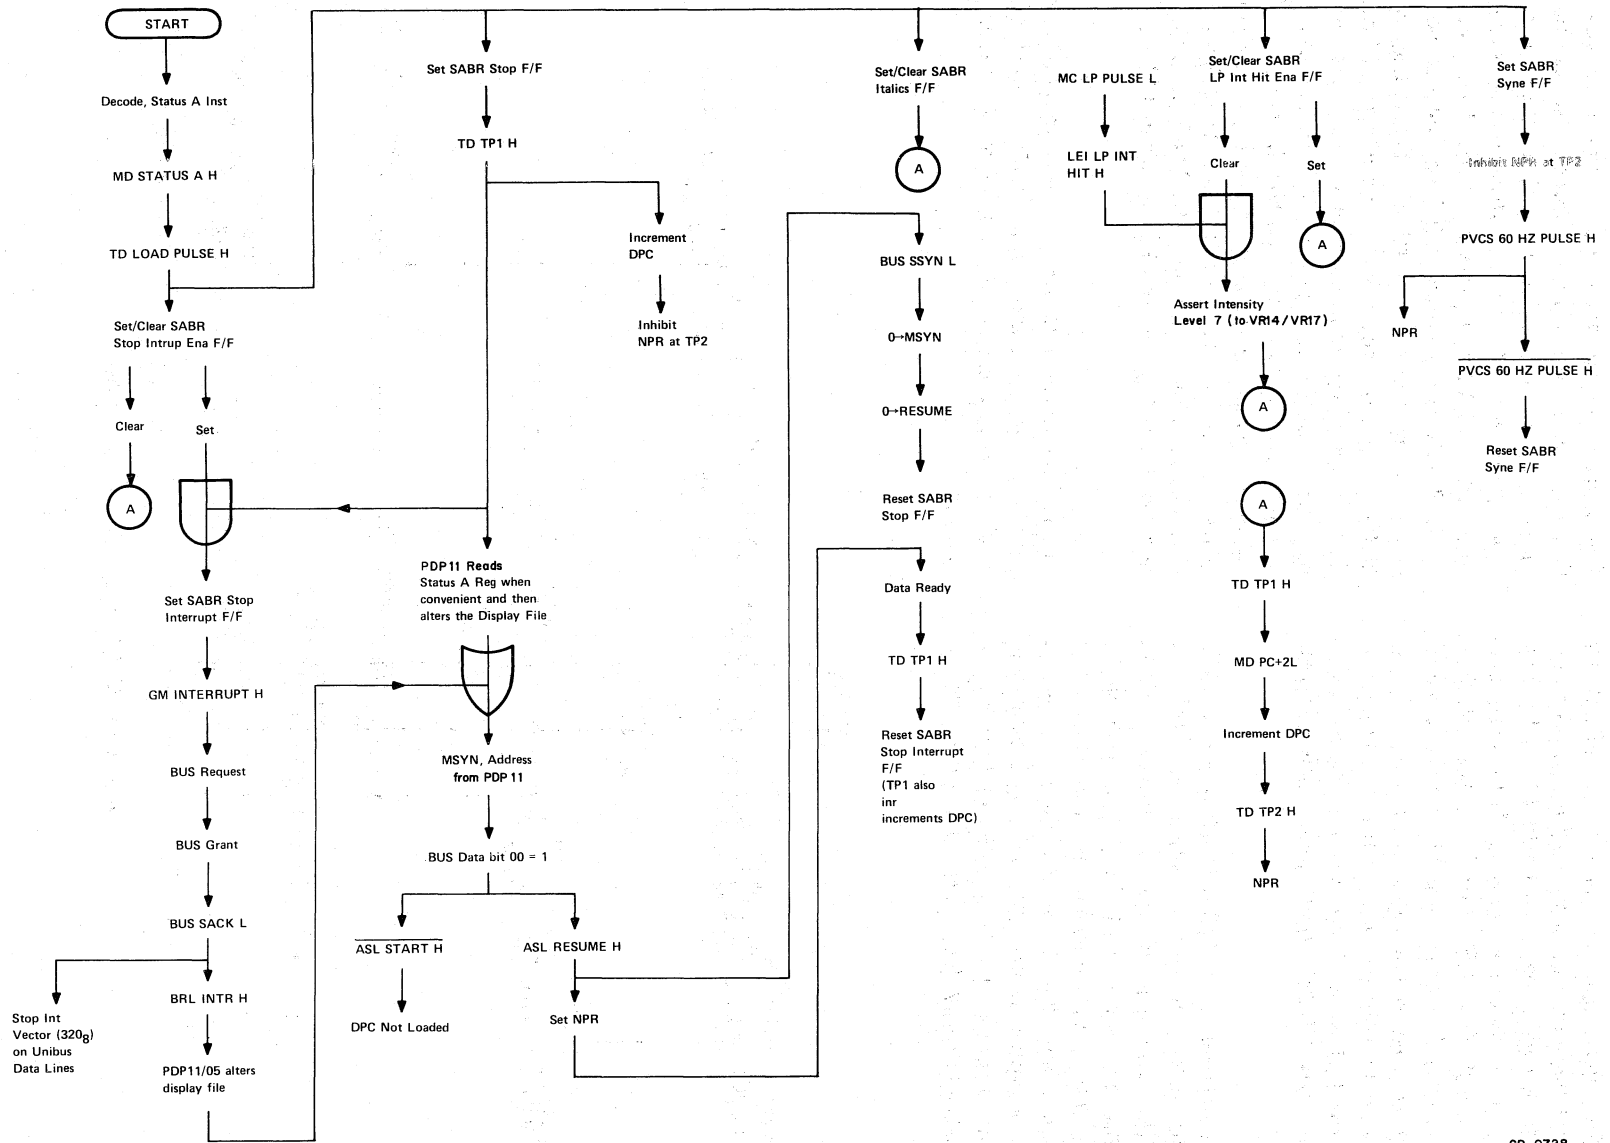 START
Decode, Status A Inst
MD STATUS A H
TD LOAD PULSE H
Set/Clear SABR
Stop Intrup Ena F/F
Clear
Set
A
Set SABR Stop
Interrupt F/F
GM INTERRUPT H
BUS Request
BUS Grant
BUS SACK L
Stop Int
Vector (320₈)
on Unibus
Data Lines
BRL INTR H
PDP11/05 alters
display file
Set SABR Stop F/F
TD TP1 H
Increment
DPC
Inhibit
NPR at TP2
PDP11 Reads
Status A Reg when
convenient and then
alters the Display File
MSYN, Address
from PDP 11
BUS Data bit 00 = 1
ASL START H
DPC Not Loaded
ASL RESUME H
Set NPR
Set/Clear SABR
Italics F/F
A
BUS SSYN L
0→MSYN
0→RESUME
Reset SABR
Stop F/F
Data Ready
TD TP1 H
Reset SABR
Stop Interrupt
F/F
(TP1 also
inr
increments DPC)
MC LP PULSE L
LEI LP INT
HIT H
Set/Clear SABR
LP Int Hit Ena F/F
Clear
Set
A
Assert Intensity
Level 7 (to VR14/VR17)
A
A
TD TP1 H
MD PC+2L
Increment DPC
TD TP2 H
NPR
Set SABR
Syne F/F
Inhibit NPR at TP2
PVCS 60 HZ PULSE H
NPR
PVCS 60 HZ PULSE H
Reset SABR
Syne F/F